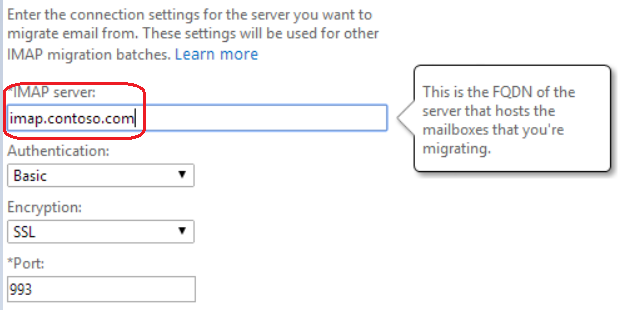 Enter the connection settings for the server you want to
migrate email from. These settings will be used for other
IMAP migration batches. Learn more
*IMAP server:
imap.contoso.com
This is the FQDN of the
server that hosts the
mailboxes that you're
migrating.
Authentication:
Basic
Encryption:
SSL
*Port:
993